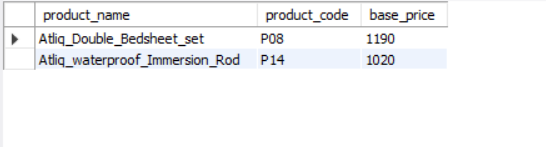 product_name product_code base_price
Atliq_Double_Bedsheet_set P08 1190
Atliq_waterproof_Immersion_Rod P14 1020